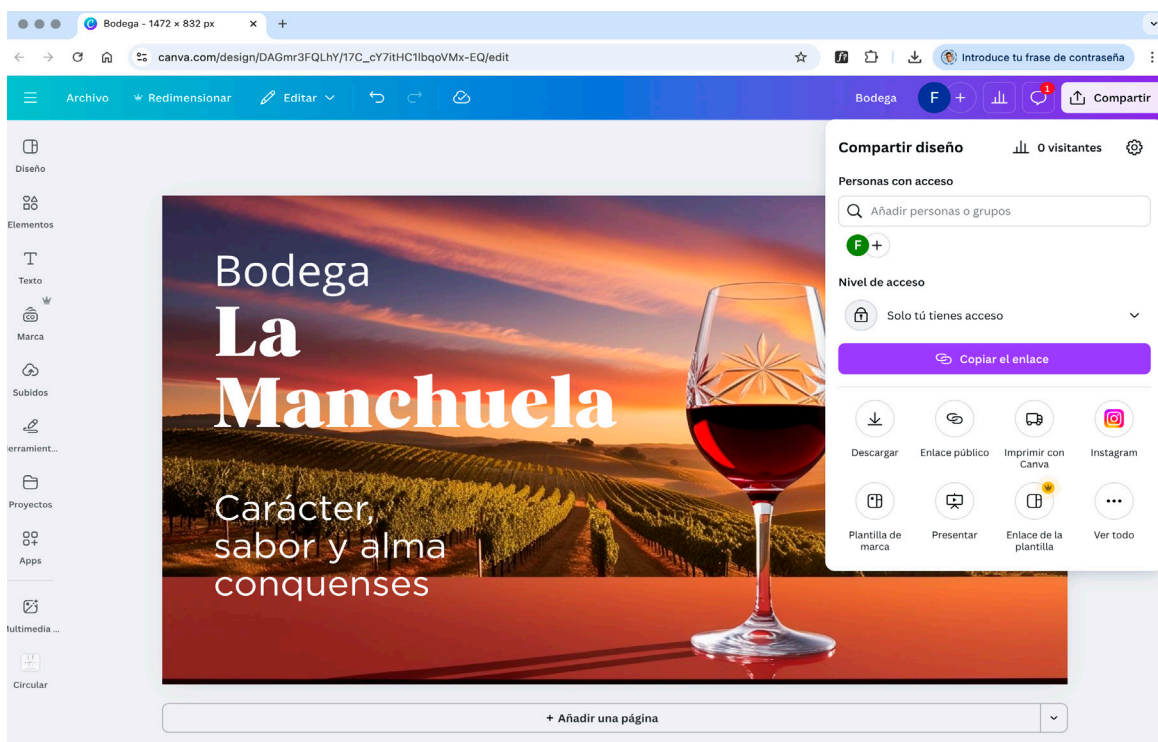 Bodega - 1472 × 832 px
canva.com/design/DAGmr3FQLhY/17C_cY7itHC1lbqoVMx-EQ/edit
Introduce tu frase de contraseña
Archivo
Redimensionar
Editar
Bodega
F
1
Compartir
Diseño
Elementos
Texto
Marca
Subidos
erramient...
Proyectos
Apps
ultimedia ...
Circular
Bodega
La
Manchuela
Carácter,
sabor y alma
conquenses
Compartir diseño
0 visitantes
Personas con acceso
Añadir personas o grupos
F
Nivel de acceso
Solo tú tienes acceso
Copiar el enlace
Descargar
Enlace público
Imprimir con
Canva
Instagram
Plantilla de
marca
Presentar
Enlace de la
plantilla
Ver todo
+ Añadir una página